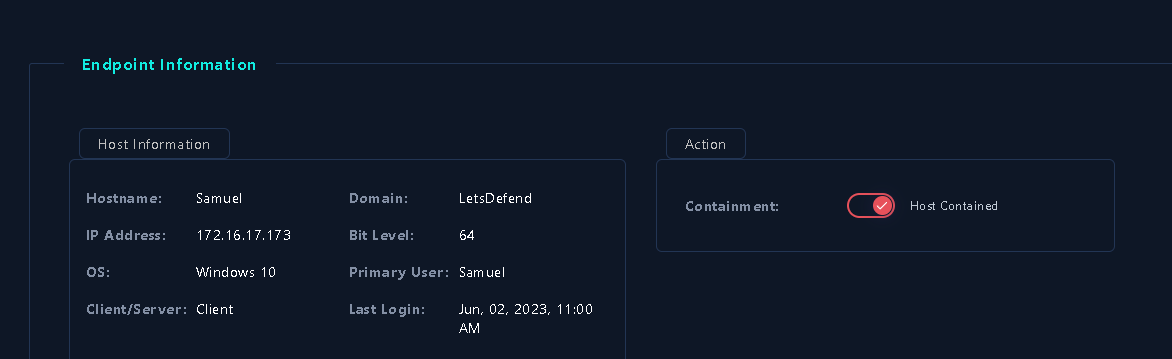 Endpoint Information
Host Information
Hostname: Samuel Domain: LetsDefend
IP Address: 172.16.17.173 Bit Level: 64
OS: Windows 10 Primary User: Samuel
Client/Server: Client Last Login: Jun, 02, 2023, 11:00
AM
Action
Containment: Host Contained